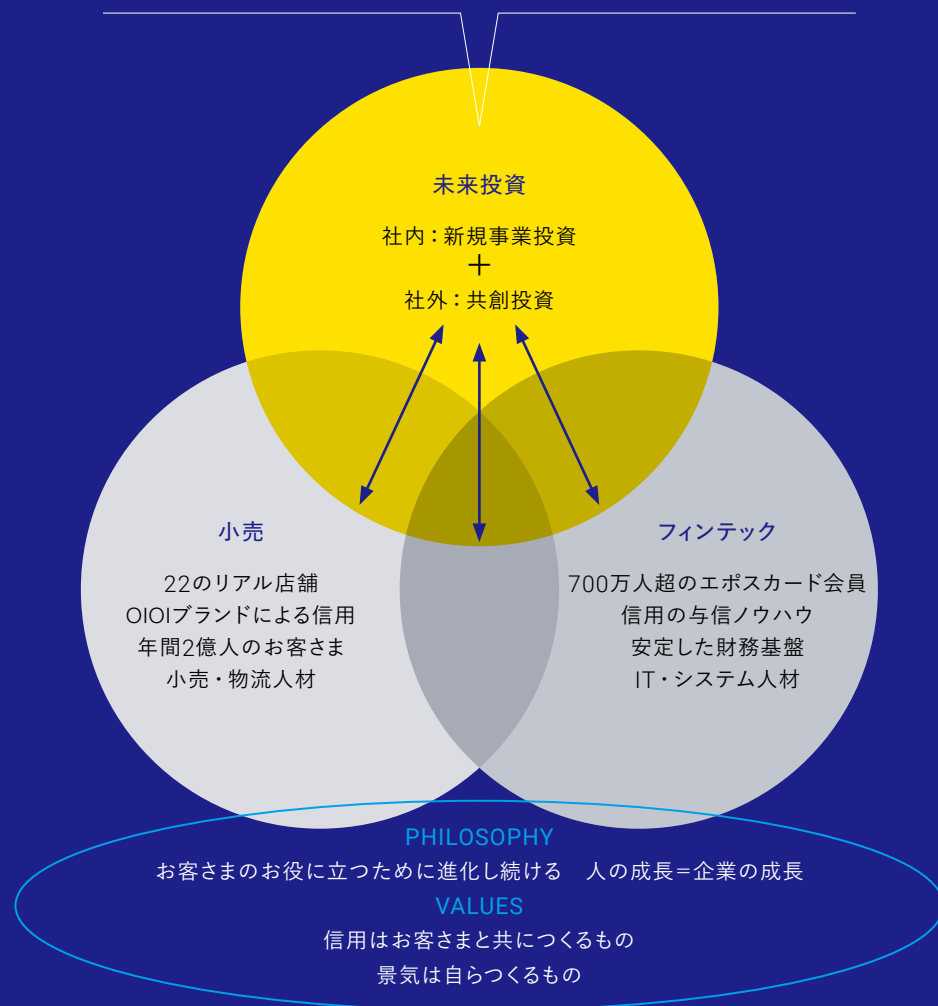 未来投資
社内：新規事業投資
＋
社外：共創投資
小売
22のリアル店舗
OIOIブランドによる信用
年間2億人のお客さま
小売・物流人材
フィンテック
700万人超のエポスカード会員
信用の与信ノウハウ
安定した財務基盤
IT・システム人材
PHILOSOPHY
お客さまのお役に立つために進化し続ける　人の成長=企業の成長
VALUES
信用はお客さまと共につくるもの
景気は自らつくるもの